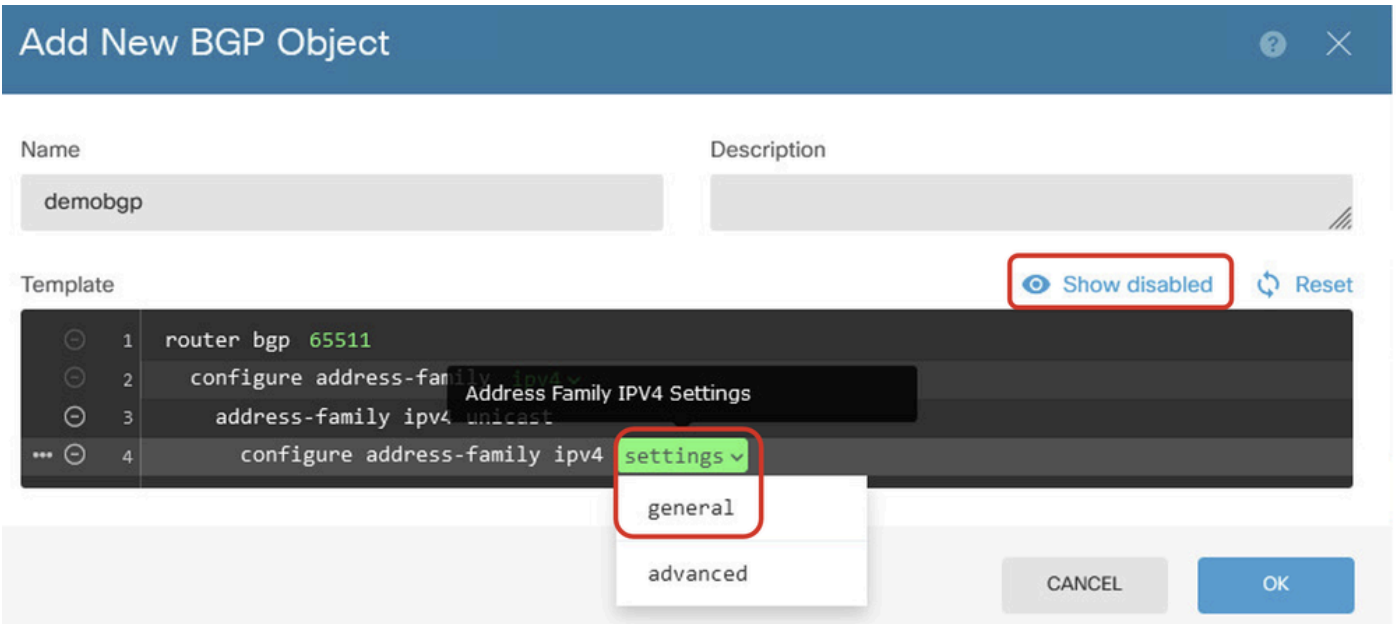 Add New BGP Object
Name
Description
demobgp
Template
Show disabled
Reset
1 router bgp 65511
2 configure address-family ipv4
Address Family IPV4 Settings
3 address-family ipv4 unicast
4 configure address-family ipv4 settings
general
advanced
CANCEL
OK